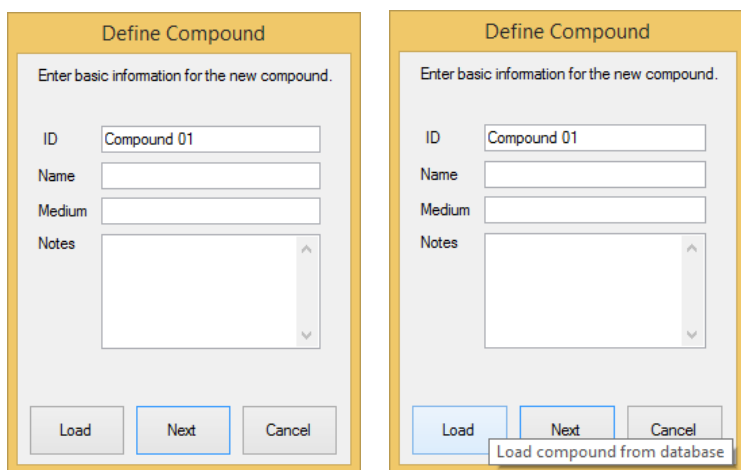 Define Compound
Enter basic information for the new compound.
ID Compound 01
Name
Medium
Notes
Load Next Cancel
Define Compound
Enter basic information for the new compound.
ID Compound 01
Name
Medium
Notes
Load Next Cancel
Load compound from database